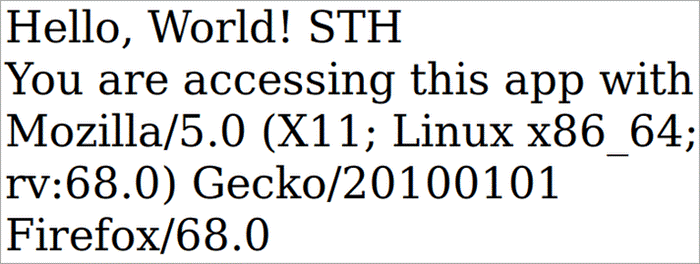 Hello, World! STH
You are accessing this app with
Mozilla/5.0 (X11; Linux x86_64;
rv:68.0) Gecko/20100101
Firefox/68.0